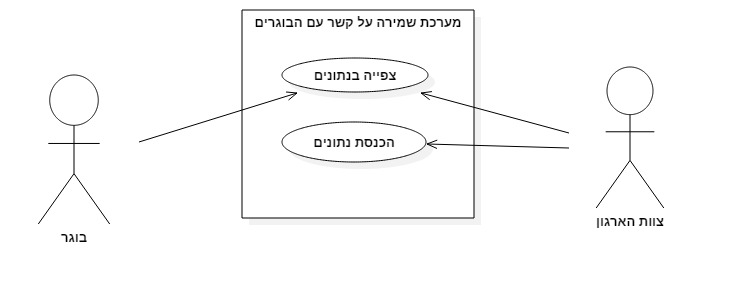 מערכת שמירה על קשר עם הבוגרים
צפייה בנתונים
הכנסת נתונים
צוות הארגון
בוגר